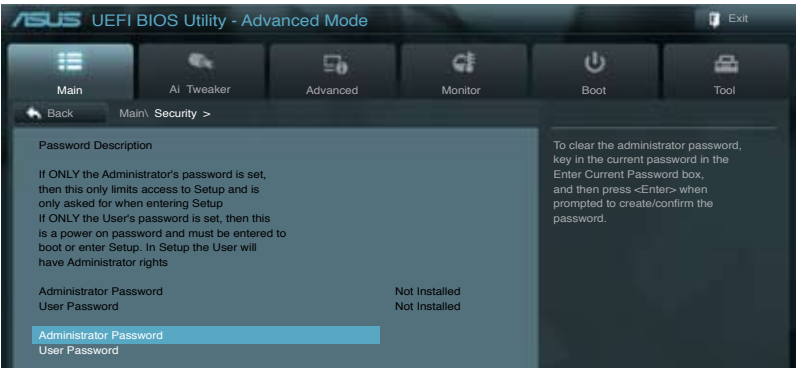 ASUS UEFI BIOS Utility - Advanced Mode
Exit
Main
Ai Tweaker
Advanced
Monitor
Boot
Tool
Back
Main\ Security >
Password Description
If ONLY the Administrator's password is set,
then this only limits access to Setup and is
only asked for when entering Setup
If ONLY the User's password is set, then this
is a power on password and must be entered to
boot or enter Setup. In Setup the User will
have Administrator rights
Administrator Password Not Installed
User Password Not Installed
Administrator Password
User Password
To clear the administrator password,
key in the current password in the
Enter Current Password box,
and then press <Enter> when
prompted to create/confirm the
password.